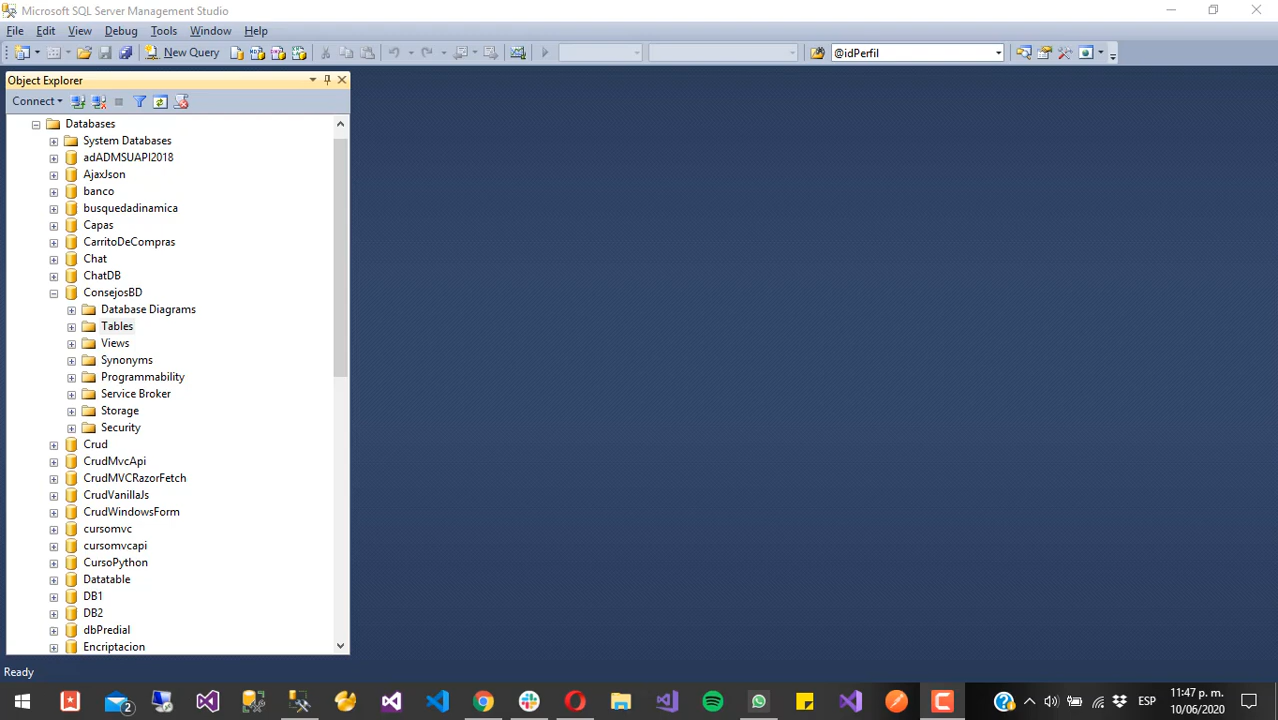 Microsoft SQL Server Management Studio
File Edit View Debug Tools Window Help
New Query @idPerfil
Object Explorer
Connect
Databases
System Databases
adADMSUAPI2018
AjaxJson
banco
busquedadinamica
Capas
CarritoDeCompras
Chat
ChatDB
ConsejosBD
Database Diagrams
Tables
Views
Synonyms
Programmability
Service Broker
Storage
Security
Crud
CrudMvcApi
CrudMVCRazorFetch
CrudVanillaJs
CrudWindowsForm
cursomvc
cursomvcapi
CursoPython
Datatable
DB1
DB2
dbPredial
Encriptacion
Ready
2
ESP
11:47 p. m.
10/06/2020